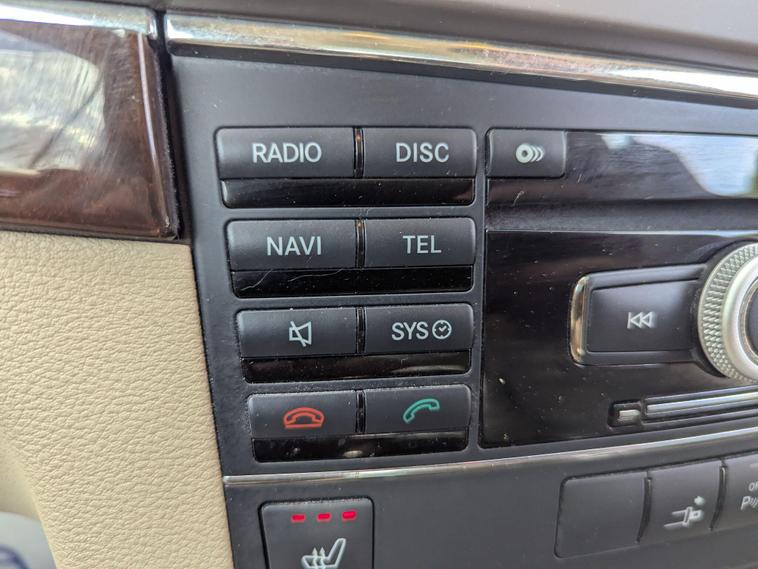 RADIO DISC
NAVI TEL
SYS